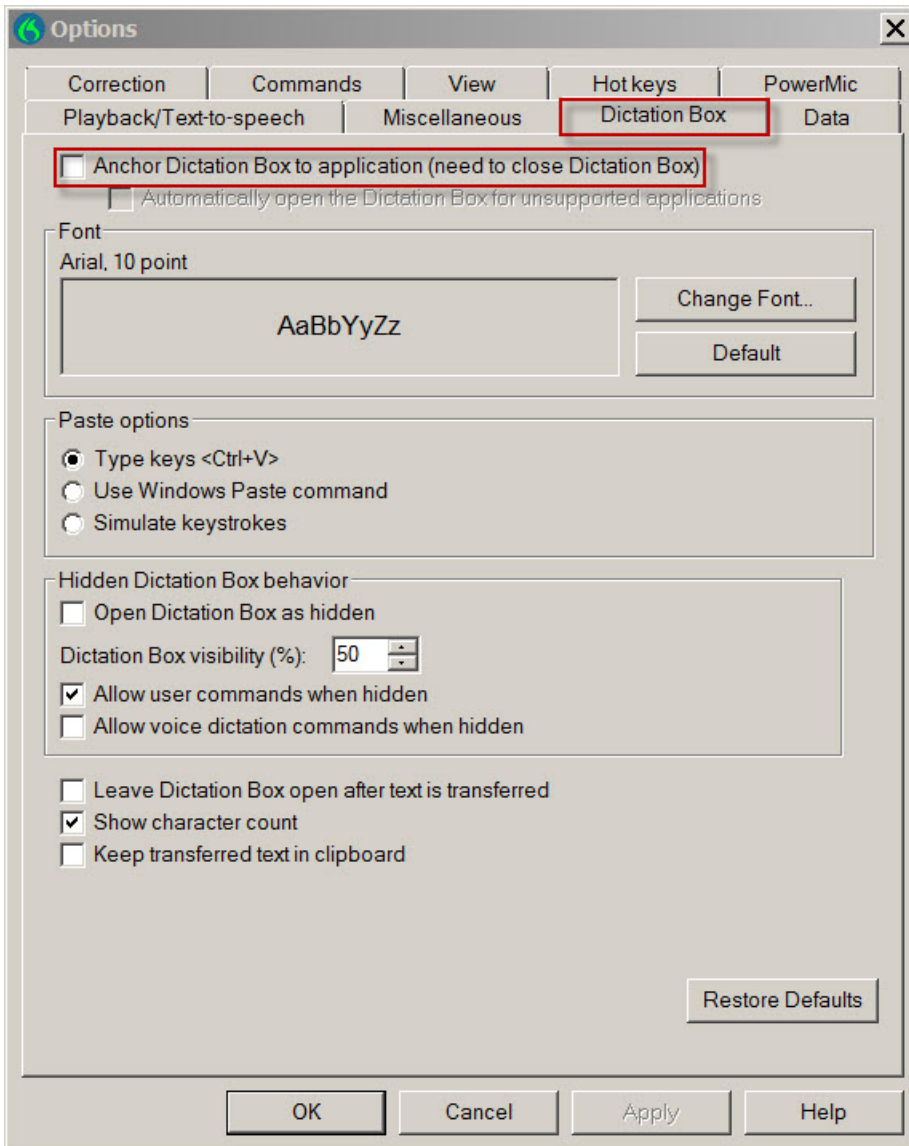 Options
Correction Commands View Hot keys PowerMic
Playback/Text-to-speech Miscellaneous Dictation Box Data
Anchor Dictation Box to application (need to close Dictation Box)
Automatically open the Dictation Box for unsupported applications
Font
Arial, 10 point
AaBbYyZz
Change Font...
Default
Paste options
Type keys <Ctrl+V>
Use Windows Paste command
Simulate keystrokes
Hidden Dictation Box behavior
Open Dictation Box as hidden
Dictation Box visibility (%): 50
Allow user commands when hidden
Allow voice dictation commands when hidden
Leave Dictation Box open after text is transferred
Show character count
Keep transferred text in clipboard
Restore Defaults
OK Cancel Apply Help